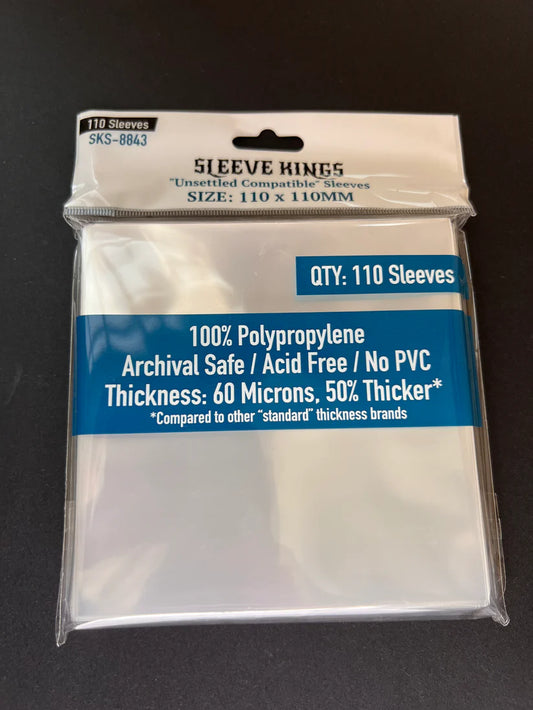 110 Sleeves
SKS-8843
SLEEVE KINGS
"Unsettled Compatible" Sleeves
SIZE: 110 x 110MM
QTY: 110 Sleeves
100% Polypropylene
Archival Safe / Acid Free / No PVC
Thickness: 60 Microns, 50% Thicker*
*Compared to other “standard” thickness brands